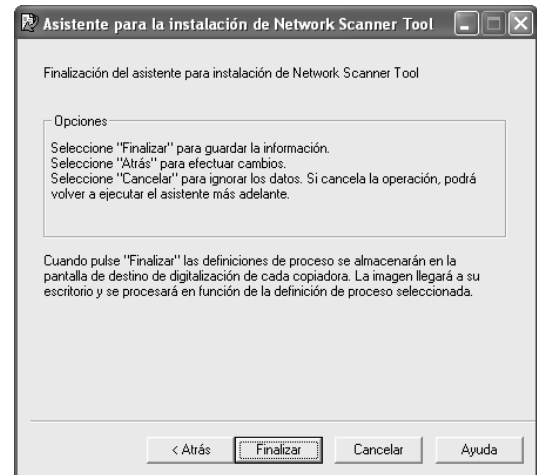 Asistente para la instalación de Network Scanner Tool
Finalización del asistente para instalación de Network Scanner Tool
Opciones
Seleccione "Finalizar" para guardar la información.
Seleccione "Atrás" para efectuar cambios.
Seleccione "Cancelar" para ignorar los datos. Si cancela la operación, podrá
volver a ejecutar el asistente más adelante.
Cuando pulse "Finalizar" las definiciones de proceso se almacenarán en la
pantalla de destino de digitalización de cada copiadora. La imagen llegará a su
escritorio y se procesará en función de la definición de proceso seleccionada.
< Atrás Finalizar Cancelar Ayuda